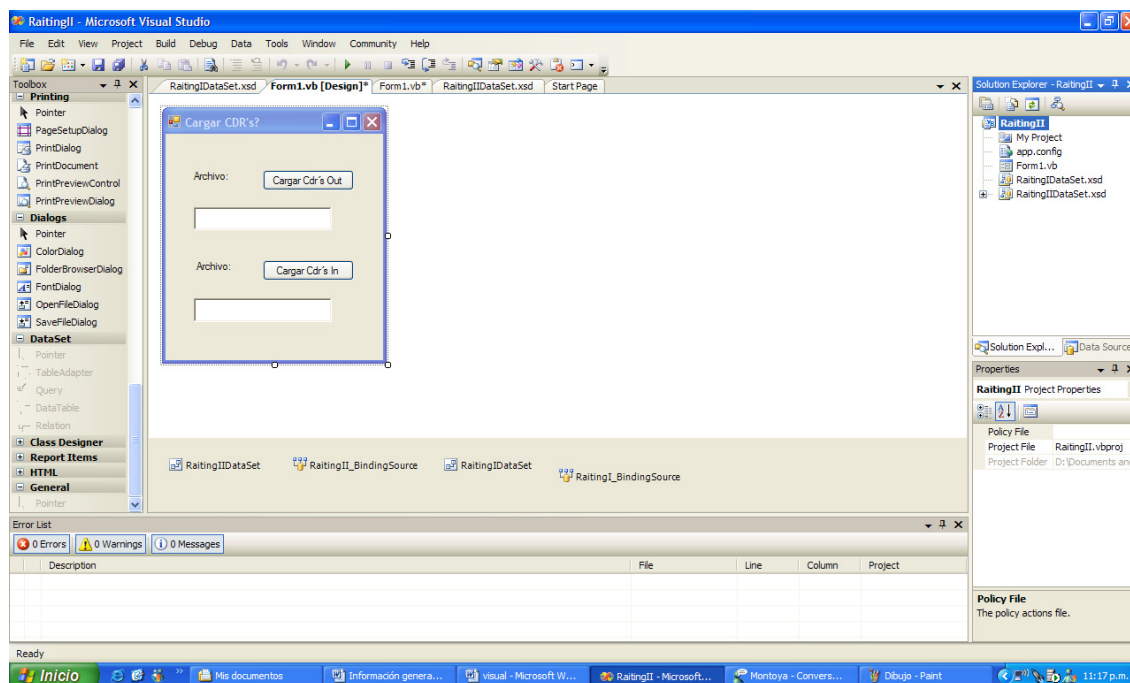 RaitingII - Microsoft Visual Studio
File Edit View Project Build Debug Data Tools Window Community Help
Toolbox
Printing
Pointer
PageSetupDialog
PrintDialog
PrintDocument
PrintPreviewControl
PrintPreviewDialog
Dialogs
Pointer
ColorDialog
FolderBrowserDialog
FontDialog
OpenFileDialog
SaveFileDialog
DataSet
Pointer
TableAdapter
Query
DataTable
Relation
Class Designer
Report Items
HTML
General
Pointer
RaitingIDataSet.xsd Form1.vb [Design]* Form1.vb* RaitingIIDataSet.xsd Start Page
Cargar CDR's?
Archivo: Cargar Cdr´s Out
Archivo: Cargar Cdr´s In
RaitingIIDataSet RaitingII_BindingSource RaitingIDataSet RaitingI_BindingSource
Solution Explorer - RaitingII
RaitingII
My Project
app.config
Form1.vb
RaitingIDataSet.xsd
RaitingIIDataSet.xsd
Solution Expl... Data Source
Properties
RaitingII Project Properties
Policy File
Project File RaitingII.vbproj
Project Folder D:\Documents an
Policy File
The policy actions file.
Error List
0 Errors 0 Warnings 0 Messages
Description File Line Column Project
Ready
Inicio Mis documentos Información genera... visual - Microsoft W... RaitingII - Microsoft... Montoya - Convers... Dibujo - Paint 11:17 p.m.